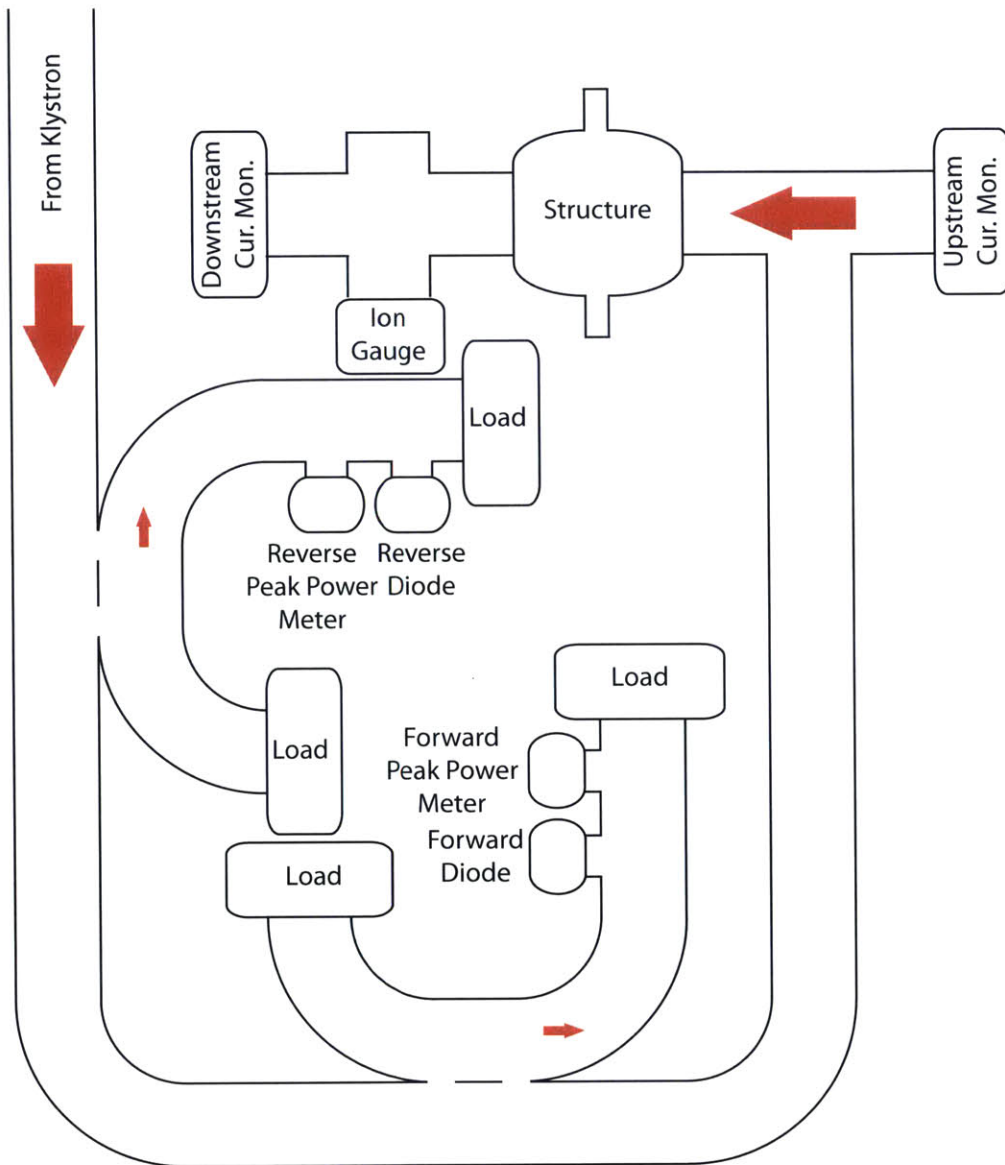 From Klystron
Downstream
Cur. Mon.
Structure
Upstream
Cur. Mon.
Ion
Gauge
Load
Reverse
Peak Power
Meter
Reverse
Diode
Load
Load
Forward
Peak Power
Meter
Forward
Diode
Load